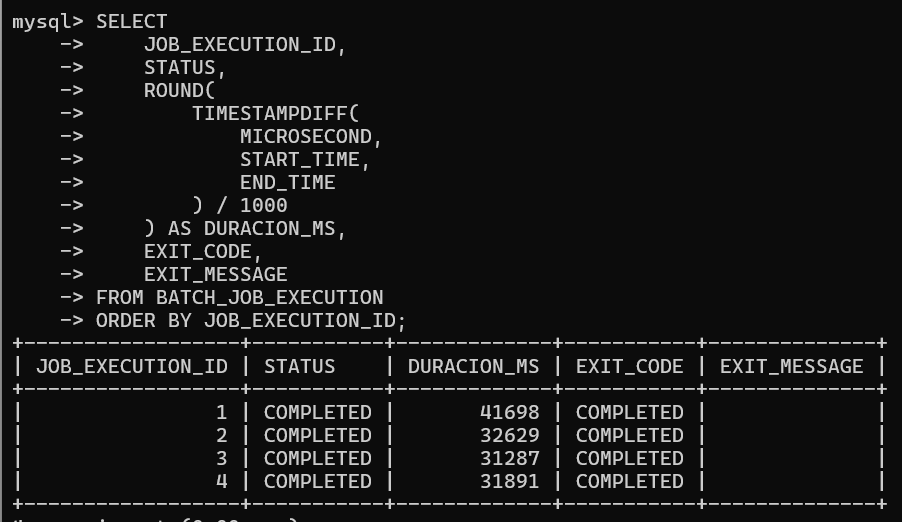 mysql> SELECT
    ->     JOB_EXECUTION_ID,
    ->     STATUS,
    ->     ROUND(
    ->         TIMESTAMPDIFF(
    ->             MICROSECOND,
    ->             START_TIME,
    ->             END_TIME
    ->         ) / 1000
    ->     ) AS DURACION_MS,
    ->     EXIT_CODE,
    ->     EXIT_MESSAGE
    -> FROM BATCH_JOB_EXECUTION
    -> ORDER BY JOB_EXECUTION_ID;
+------------------+-----------+-------------+-----------+--------------+
| JOB_EXECUTION_ID | STATUS    | DURACION_MS | EXIT_CODE | EXIT_MESSAGE |
+------------------+-----------+-------------+-----------+--------------+
|                1 | COMPLETED |       41698 | COMPLETED |              |
|                2 | COMPLETED |       32629 | COMPLETED |              |
|                3 | COMPLETED |       31287 | COMPLETED |              |
|                4 | COMPLETED |       31891 | COMPLETED |              |
+------------------+-----------+-------------+-----------+--------------+